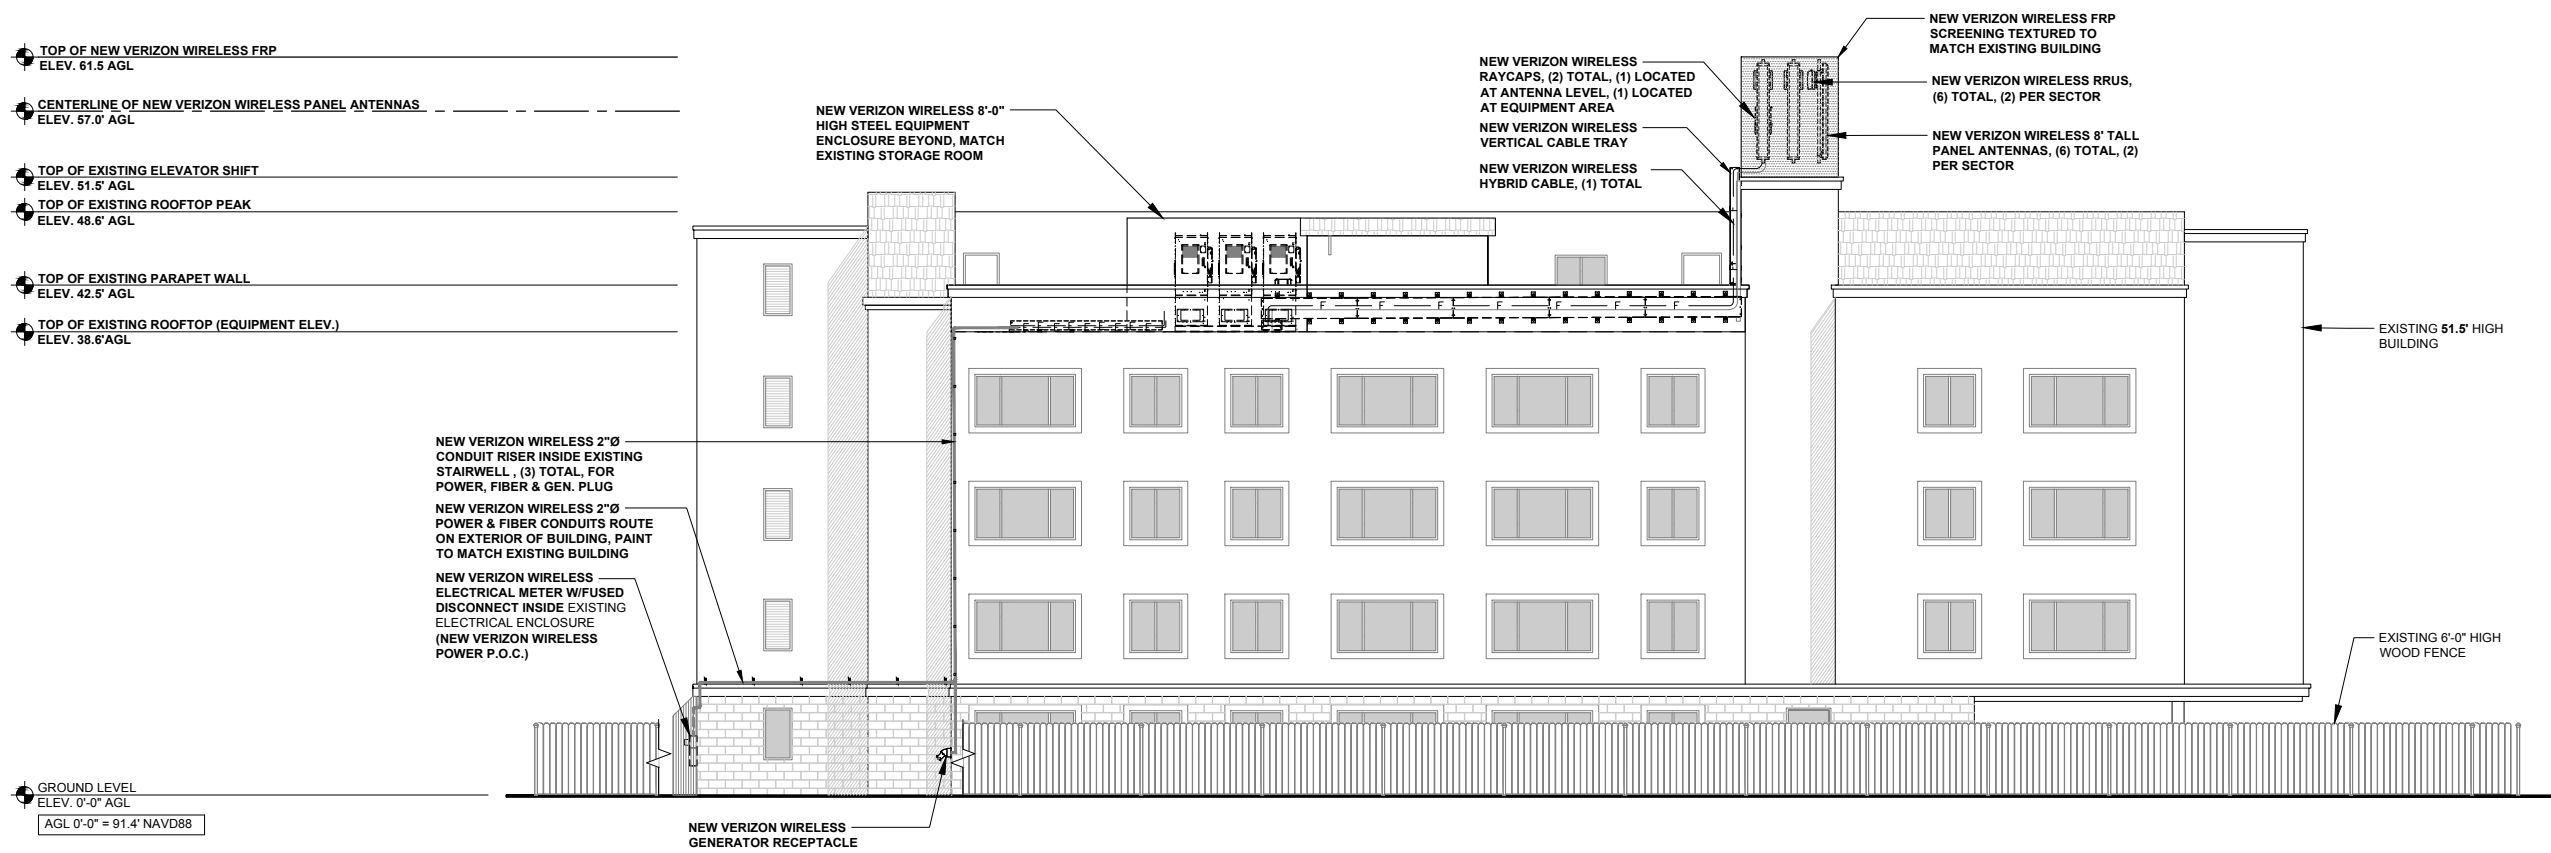 TOP OF NEW VERIZON WIRELESS FRP
ELEV. 61.5 AGL
CENTERLINE OF NEW VERIZON WIRELESS PANEL ANTENNAS
ELEV. 57.0' AGL
TOP OF EXISTING ELEVATOR SHIFT
ELEV. 51.5' AGL
TOP OF EXISTING ROOFTOP PEAK
ELEV. 48.6' AGL
TOP OF EXISTING PARAPET WALL
ELEV. 42.5' AGL
TOP OF EXISTING ROOFTOP (EQUIPMENT ELEV.)
ELEV. 38.6'AGL
GROUND LEVEL
ELEV. 0'-0" AGL
AGL 0'-0" = 91.4' NAVD88
NEW VERIZON WIRELESS 2"Ø
CONDUIT RISER INSIDE EXISTING
STAIRWELL , (3) TOTAL, FOR
POWER, FIBER & GEN. PLUG
NEW VERIZON WIRELESS 2"Ø
POWER & FIBER CONDUITS ROUTE
ON EXTERIOR OF BUILDING, PAINT
TO MATCH EXISTING BUILDING
NEW VERIZON WIRELESS
ELECTRICAL METER W/FUSED
DISCONNECT INSIDE EXISTING
ELECTRICAL ENCLOSURE
(NEW VERIZON WIRELESS
POWER P.O.C.)
NEW VERIZON WIRELESS
GENERATOR RECEPTACLE
NEW VERIZON WIRELESS 8'-0"
HIGH STEEL EQUIPMENT
ENCLOSURE BEYOND, MATCH
EXISTING STORAGE ROOM
NEW VERIZON WIRELESS
RAYCAPS, (2) TOTAL, (1) LOCATED
AT ANTENNA LEVEL, (1) LOCATED
AT EQUIPMENT AREA
NEW VERIZON WIRELESS
VERTICAL CABLE TRAY
NEW VERIZON WIRELESS
HYBRID CABLE, (1) TOTAL
F F F F F
NEW VERIZON WIRELESS FRP
SCREENING TEXTURED TO
MATCH EXISTING BUILDING
NEW VERIZON WIRELESS RRUS,
(6) TOTAL, (2) PER SECTOR
NEW VERIZON WIRELESS 8' TALL
PANEL ANTENNAS, (6) TOTAL, (2)
PER SECTOR
EXISTING 51.5' HIGH
BUILDING
EXISTING 6'-0" HIGH
WOOD FENCE